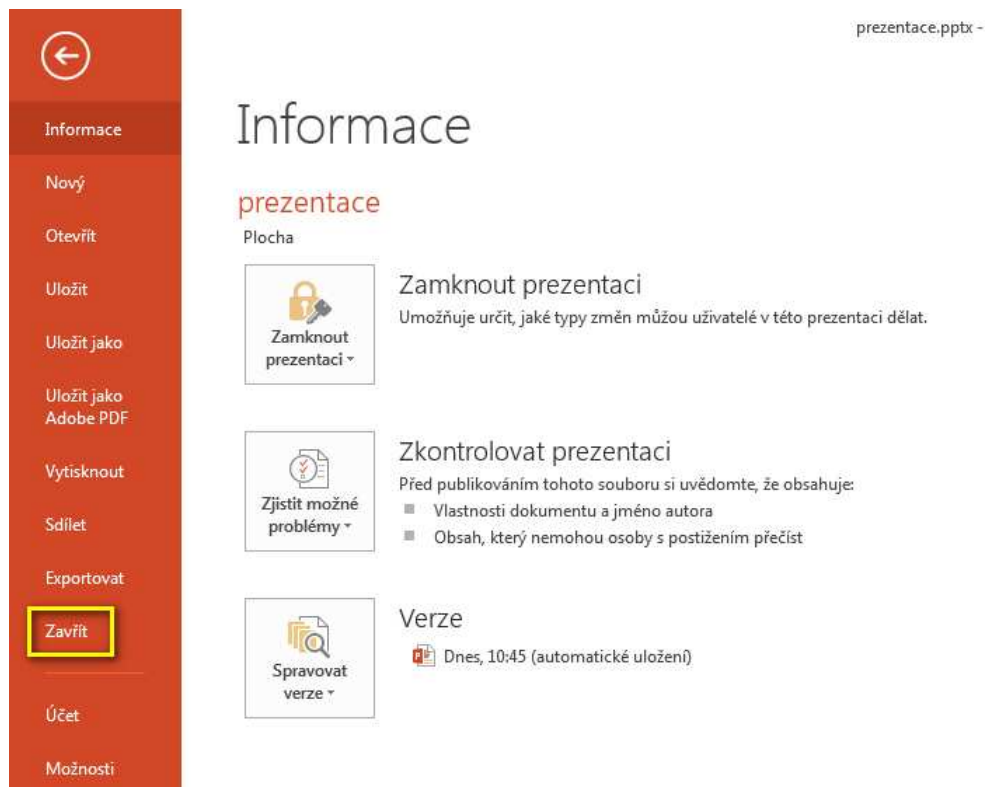 prezentace.pptx -
Informace
Nový
Otevřít
Uložit
Uložit jako
Uložit jako
Adobe PDF
Vytisknout
Sdílet
Exportovat
Zavřít
Účet
Možnosti
Informace
prezentace
Plocha
Zamknout
prezentaci
Zamknout prezentaci
Umožňuje určit, jaké typy změn můžou uživatelé v této prezentaci dělat.
Zjistit možné
problémy
Zkontrolovat prezentaci
Před publikováním tohoto souboru si uvědomte, že obsahuje:
Vlastnosti dokumentu a jméno autora
Obsah, který nemohou osoby s postižením přečíst
Spravovat
verze
Verze
Dnes, 10:45 (automatické uložení)